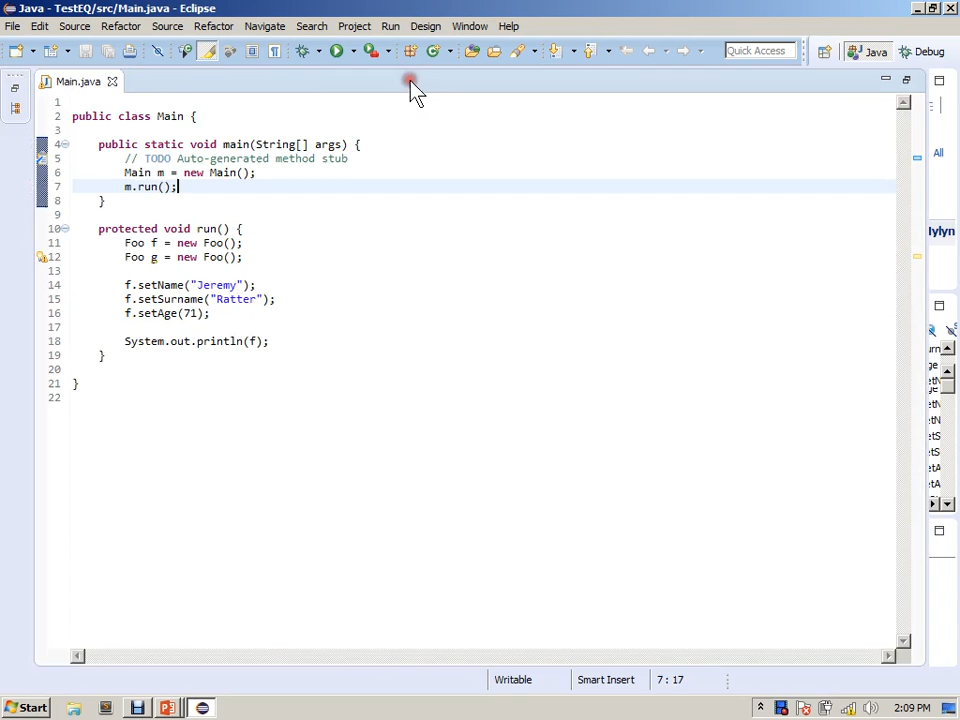 Java - TestEQ/src/Main.java - Eclipse
File Edit Source Refactor Source Refactor Navigate Search Project Run Design Window Help
Quick Access Java Debug
Main.java
1
2 public class Main {
3
4 public static void main(String[] args) {
5 // TODO Auto-generated method stub
6 Main m = new Main();
7 m.run();
8 }
9
10 protected void run() {
11 Foo f = new Foo();
12 Foo g = new Foo();
13
14 f.setName("Jeremy");
15 f.setSurname("Ratter");
16 f.setAge(71);
17
18 System.out.println(f);
19 }
20
21 }
22
All
Mylyn
Writable Smart Insert 7 : 17
Start 2:09 PM